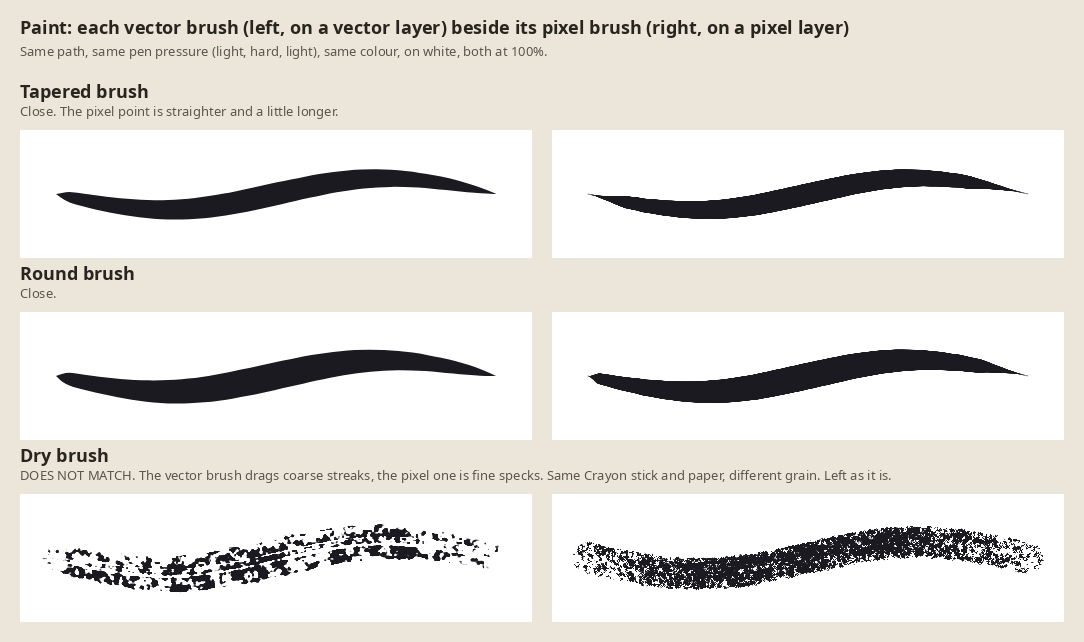 Paint: each vector brush (left, on a vector layer) beside its pixel brush (right, on a pixel layer)
Same path, same pen pressure (light, hard, light), same colour, on white, both at 100%.
Tapered brush
Close. The pixel point is straighter and a little longer.
Round brush
Close.
Dry brush
DOES NOT MATCH. The vector brush drags coarse streaks, the pixel one is fine specks. Same Crayon stick and paper, different grain. Left as it is.